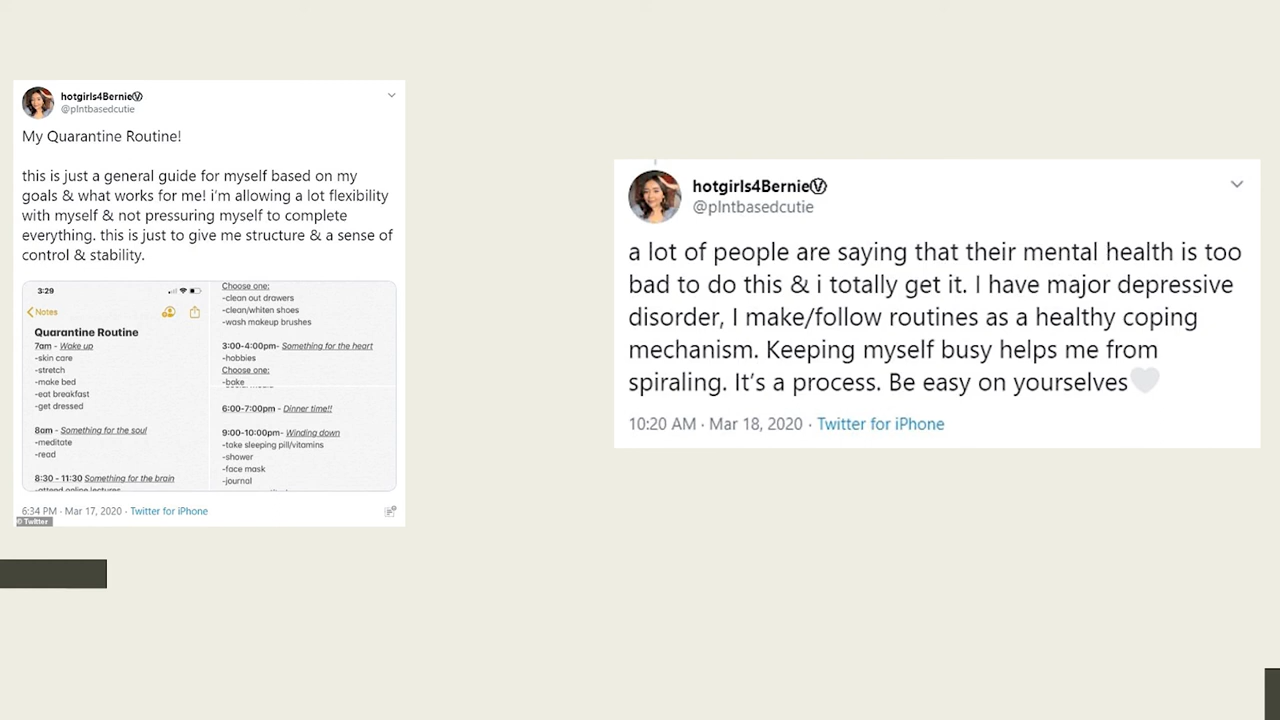 hotgirls4BernieⓋ
@plntbasedcutie
My Quarantine Routine!
this is just a general guide for myself based on my
goals & what works for me! i'm allowing a lot flexibility
with myself & not pressuring myself to complete
everything. this is just to give me structure & a sense of
control & stability.
3:29
Notes
Quarantine Routine
7am - Wake up
-skin care
-stretch
-make bed
-eat breakfast
-get dressed
8am - Something for the soul
-meditate
-read
8:30 - 11:30 Something for the brain
-attend online lectures
Choose one:
-clean out drawers
-clean/whiten shoes
-wash makeup brushes
3:00-4:00pm- Something for the heart
-hobbies
Choose one:
-bake
6:00-7:00pm - Dinner time!!
9:00-10:00pm- Winding down
-take sleeping pill/vitamins
-shower
-face mask
-journal
6:34 PM · Mar 17, 2020 · Twitter for iPhone
© Twitter
hotgirls4BernieⓋ
@plntbasedcutie
a lot of people are saying that their mental health is too
bad to do this & i totally get it. I have major depressive
disorder, I make/follow routines as a healthy coping
mechanism. Keeping myself busy helps me from
spiraling. It's a process. Be easy on yourselves🤍
10:20 AM · Mar 18, 2020 · Twitter for iPhone